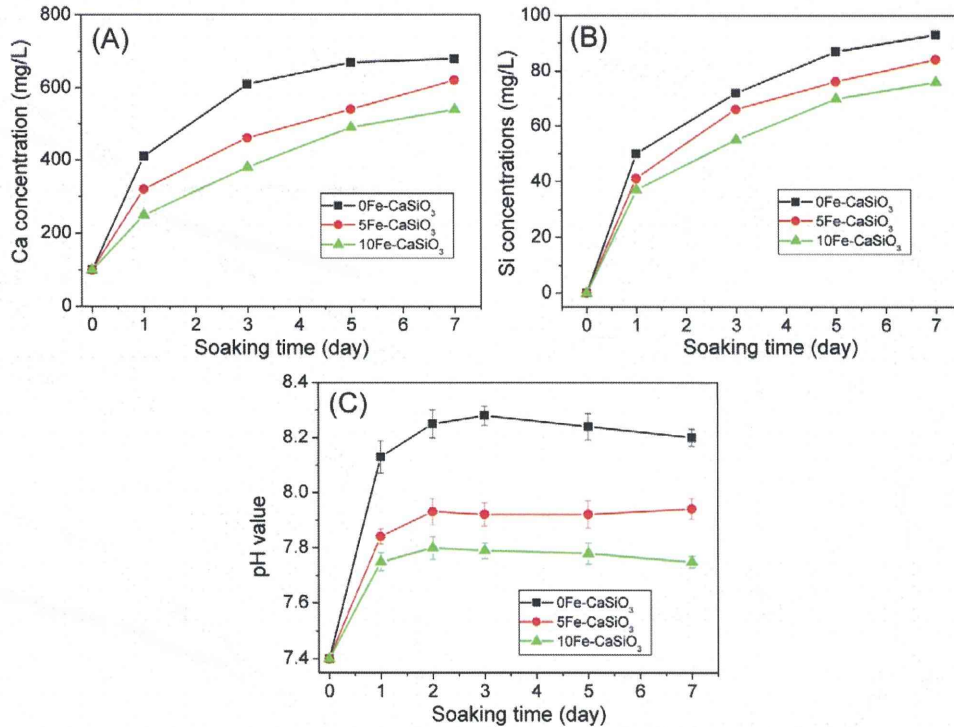 (A)
Ca concentration (mg/L)
800
600
400
200
0
0 1 2 3 4 5 6 7
Soaking time (day)
0Fe-CaSiO₃
5Fe-CaSiO₃
10Fe-CaSiO₃
(B)
Si concentrations (mg/L)
100
80
60
40
20
0
0 1 2 3 4 5 6 7
Soaking time (day)
0Fe-CaSiO₃
5Fe-CaSiO₃
10Fe-CaSiO₃
(C)
pH value
8.4
8.2
8.0
7.8
7.6
7.4
0 1 2 3 4 5 6 7
Soaking time (day)
0Fe-CaSiO₃
5Fe-CaSiO₃
10Fe-CaSiO₃